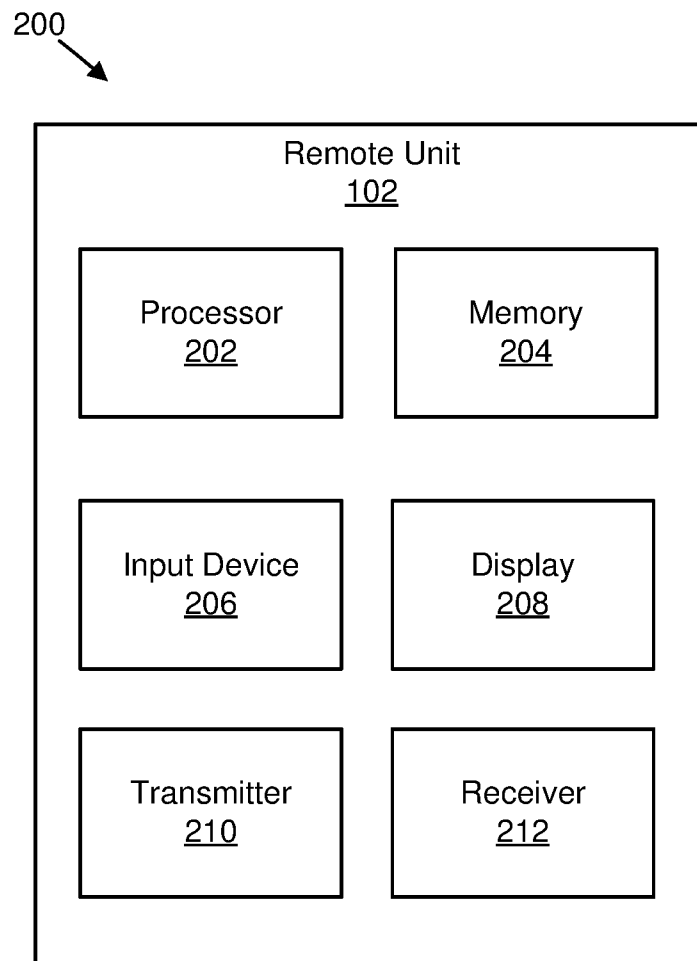 200
Remote Unit
102
Processor
202
Memory
204
Input Device
206
Display
208
Transmitter
210
Receiver
212